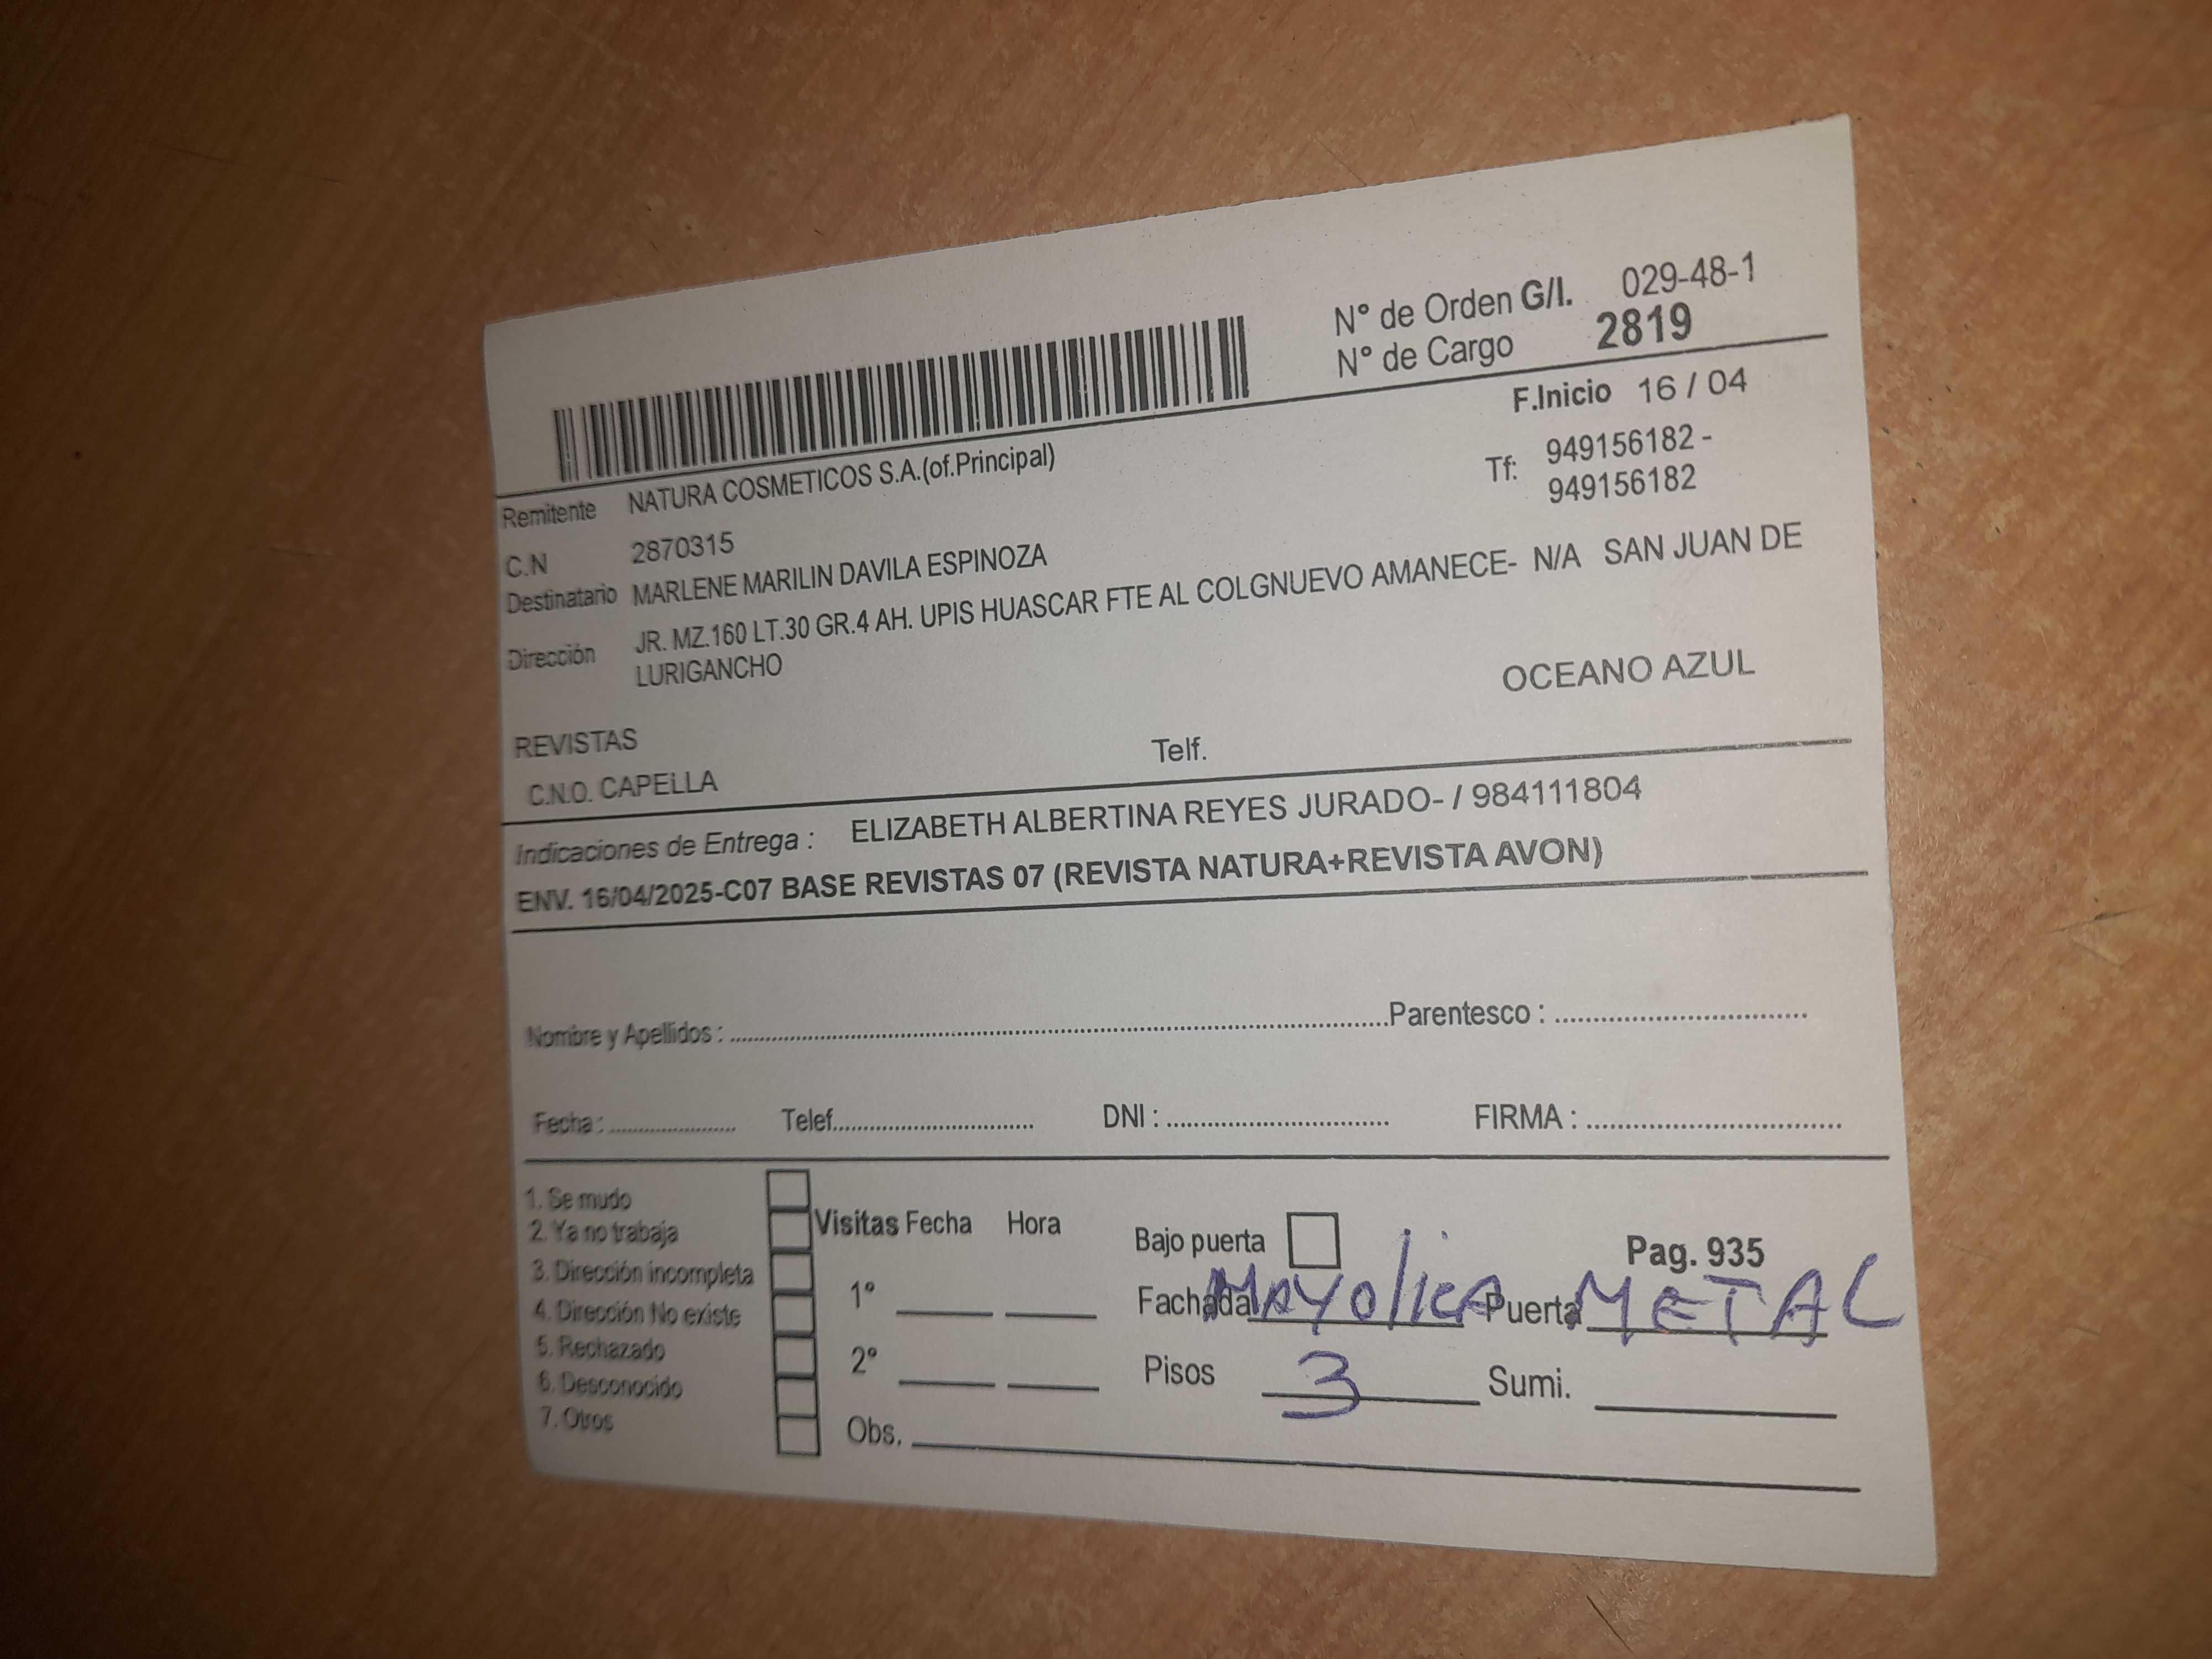 N° de Orden G/I. 029-48-1
N° de Cargo 2819
F.Inicio 16 / 04
Remitente NATURA COSMETICOS S.A.(of.Principal)
Tf: 949156182 -
949156182
C.N 2870315
Destinatario MARLENE MARILIN DAVILA ESPINOZA
Dirección JR. MZ.160 LT.30 GR.4 AH. UPIS HUASCAR FTE AL COLGNUEVO AMANECE- N/A SAN JUAN DE
LURIGANCHO
OCEANO AZUL
REVISTAS
C.N.O. CAPELLA Telf.
Indicaciones de Entrega : ELIZABETH ALBERTINA REYES JURADO- / 984111804
ENV. 16/04/2025-C07 BASE REVISTAS 07 (REVISTA NATURA+REVISTA AVON)
Nombre y Apellidos : Parentesco :
Fecha : Telef. DNI : FIRMA :
1. Se mudo
2. Ya no trabaja
3. Dirección incompleta
4. Dirección No existe
5. Rechazado
6. Desconocido
7. Otros
Visitas Fecha Hora
1°
2°
Obs.
Bajo puerta Pag. 935
Fachada MAYOlicA Puerta METAL
Pisos 3 Sumi.